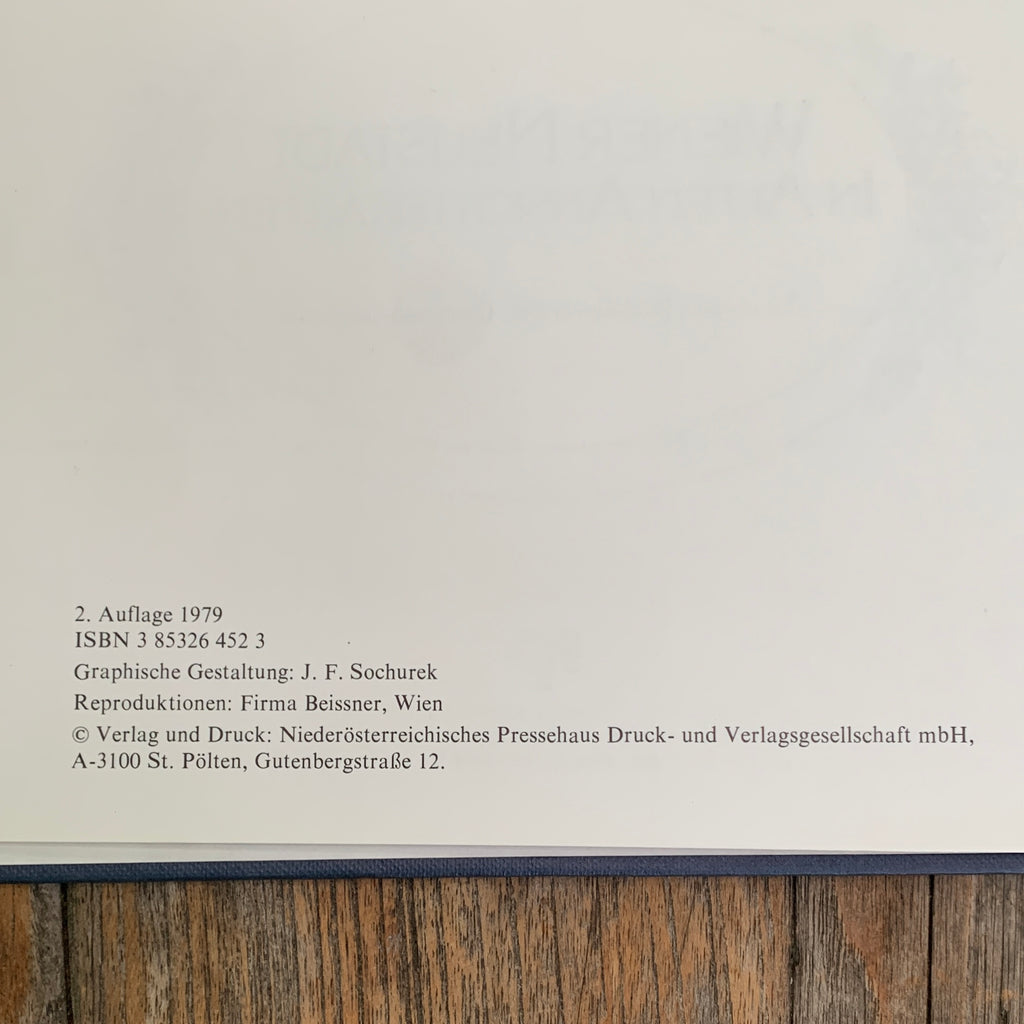 2. Auflage 1979
ISBN 3 85326 452 3
Graphische Gestaltung: J. F. Sochurek
Reproduktionen: Firma Beissner, Wien
© Verlag und Druck: Niederösterreichisches Pressehaus Druck- und Verlagsgesellschaft mbH,
A-3100 St. Pölten, Gutenbergstraße 12.